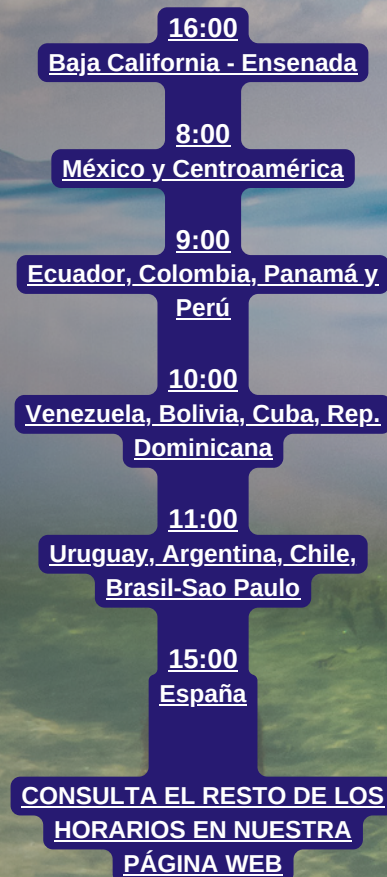 16:00
Baja California - Ensenada
8:00
México y Centroamérica
9:00
Ecuador, Colombia, Panamá y
Perú
10:00
Venezuela, Bolivia, Cuba, Rep.
Dominicana
11:00
Uruguay, Argentina, Chile,
Brasil-Sao Paulo
15:00
España
CONSULTA EL RESTO DE LOS
HORARIOS EN NUESTRA
PÁGINA WEB